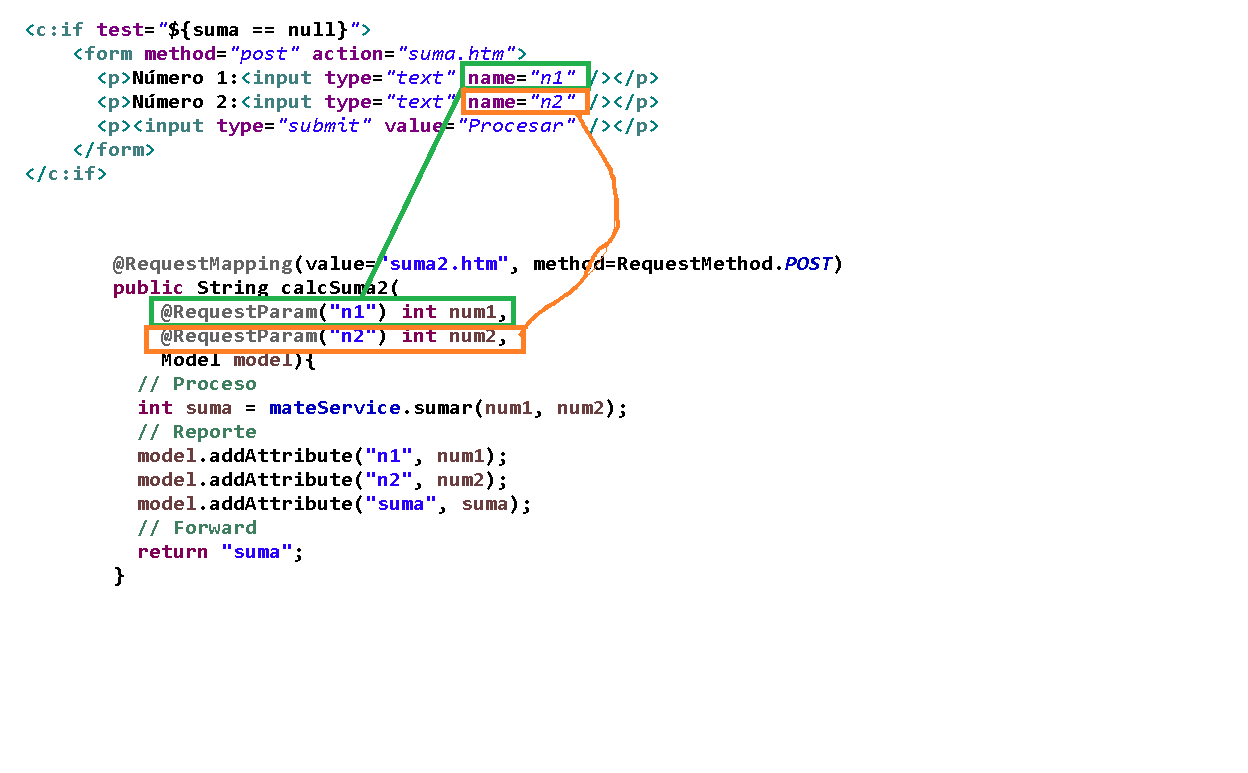 <c:if test="${suma == null}">
<form method="post" action="suma.htm">
<p>Número 1:<input type="text" name="n1" /></p>
<p>Número 2:<input type="text" name="n2" /></p>
<p><input type="submit" value="Procesar" /></p>
</form>
</c:if>
@RequestMapping(value="suma2.htm", method=RequestMethod.POST)
public String calcSuma2(
@RequestParam("n1") int num1,
@RequestParam("n2") int num2,
Model model){
// Proceso
int suma = mateService.sumar(num1, num2);
// Reporte
model.addAttribute("n1", num1);
model.addAttribute("n2", num2);
model.addAttribute("suma", suma);
// Forward
return "suma";
}